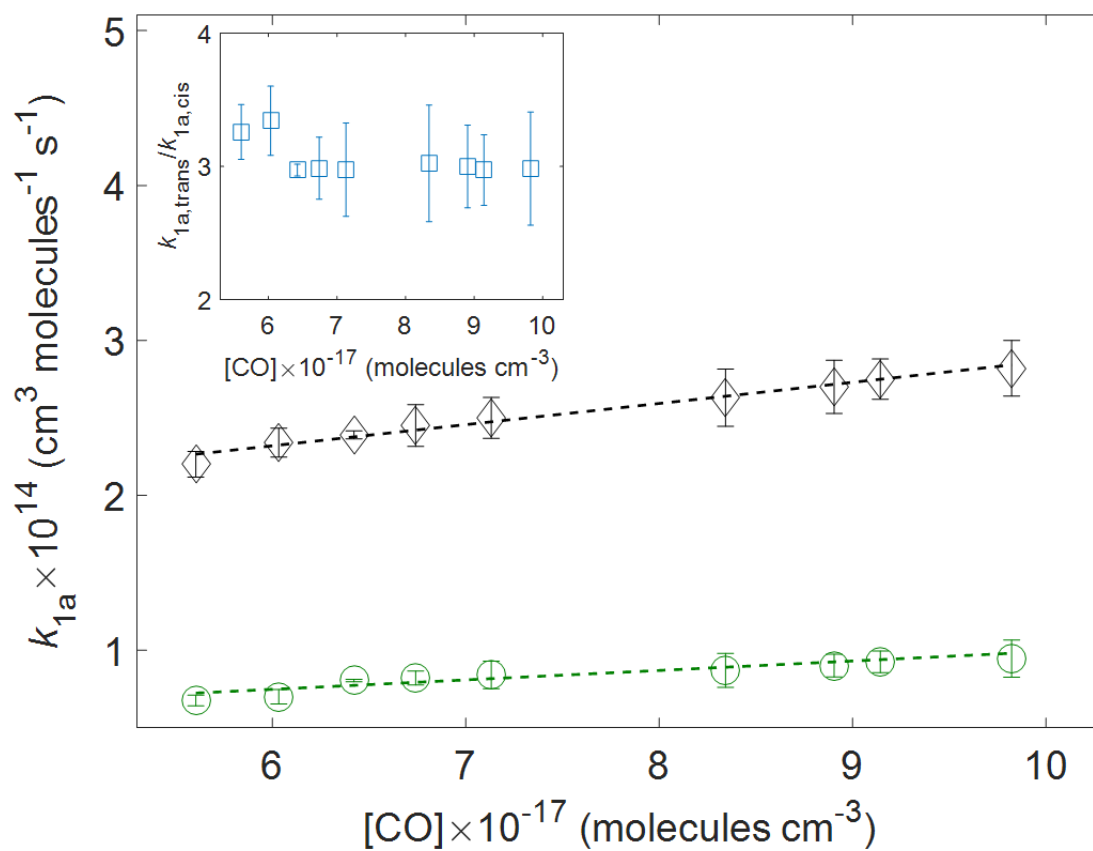 5
4
3
2
1
k1a×10^14 (cm^3 molecules^-1 s^-1)
6 7 8 9 10
[CO]×10^-17 (molecules cm^-3)
4
3
2
k1a,trans/k1a,cis
6 7 8 9 10
[CO]×10^-17 (molecules cm^-3)